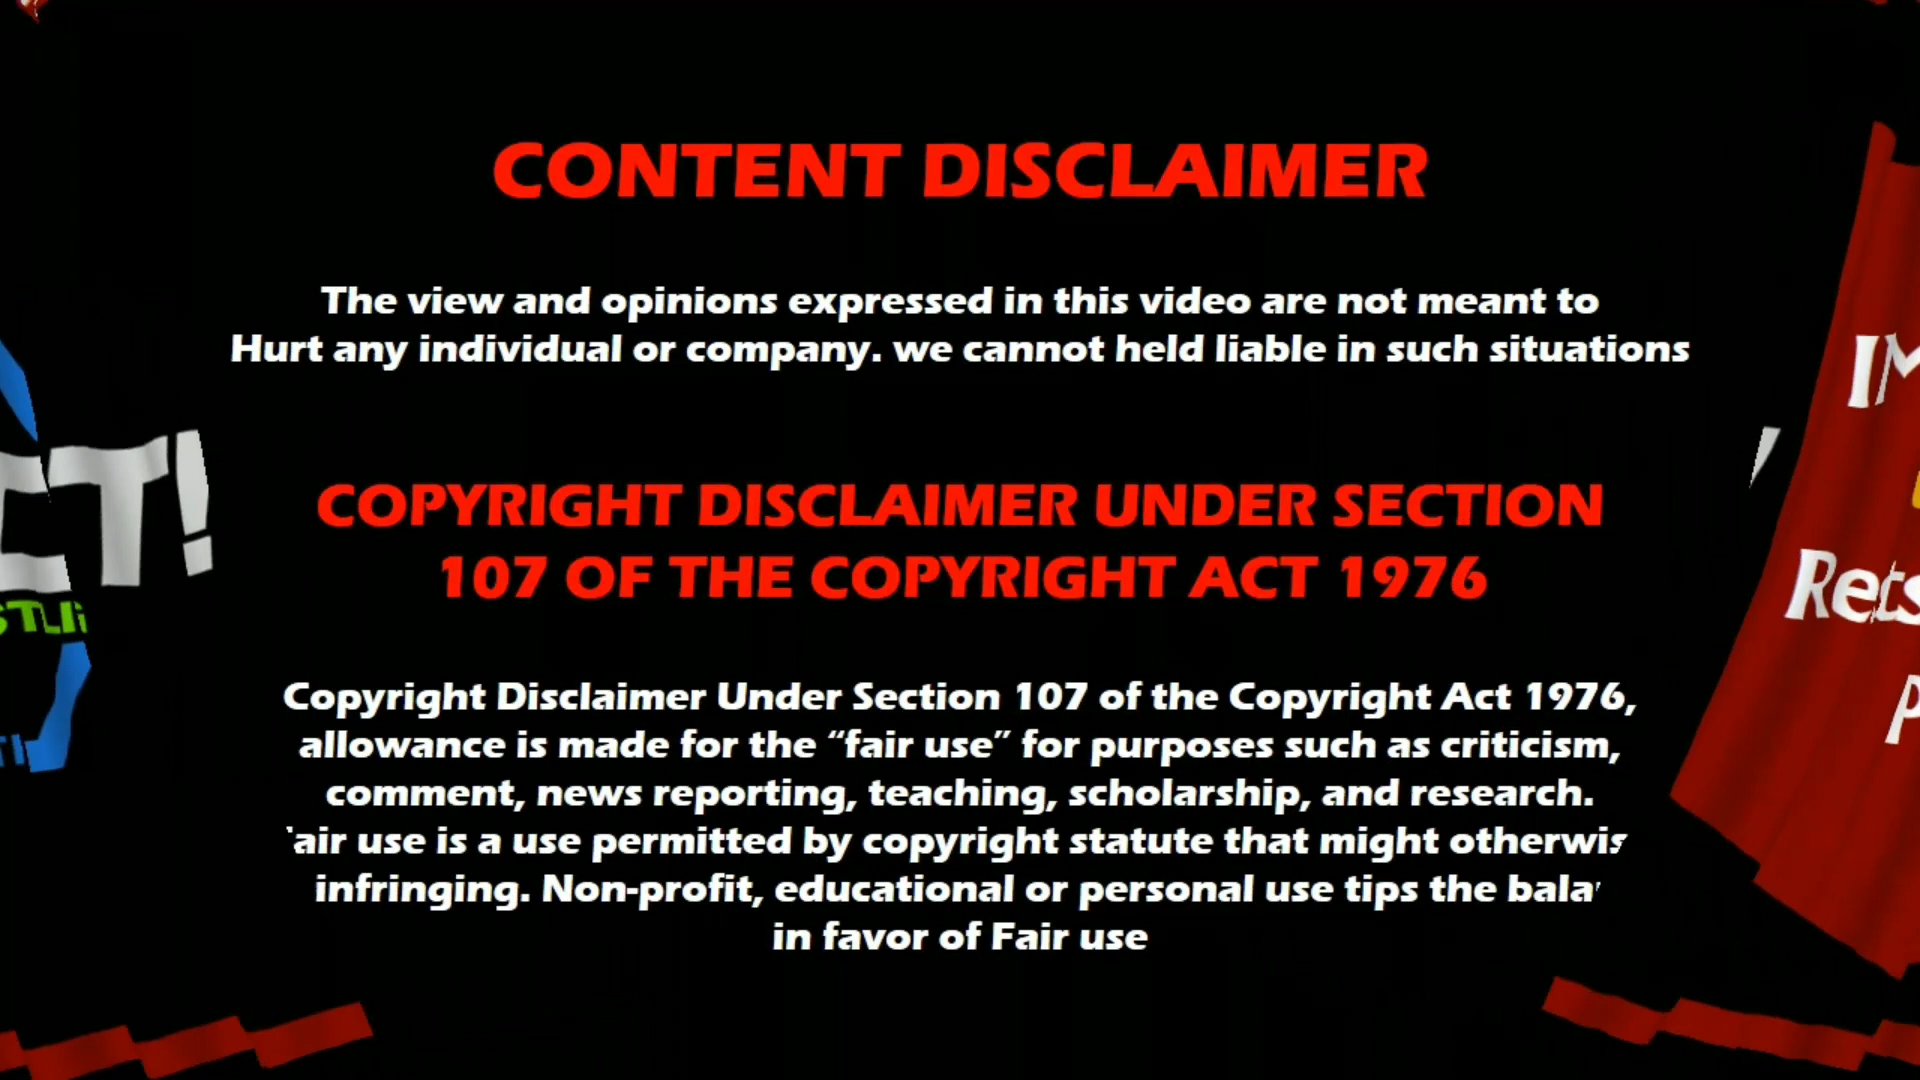 CONTENT DISCLAIMER
The view and opinions expressed in this video are not meant to
Hurt any individual or company. we cannot held liable in such situations
CT!
COPYRIGHT DISCLAIMER UNDER SECTION
107 OF THE COPYRIGHT ACT 1976
Copyright Disclaimer Under Section 107 of the Copyright Act 1976,
allowance is made for the “fair use” for purposes such as criticism,
comment, news reporting, teaching, scholarship, and research.
air use is a use permitted by copyright statute that might otherwis
infringing. Non-profit, educational or personal use tips the bala
in favor of Fair use